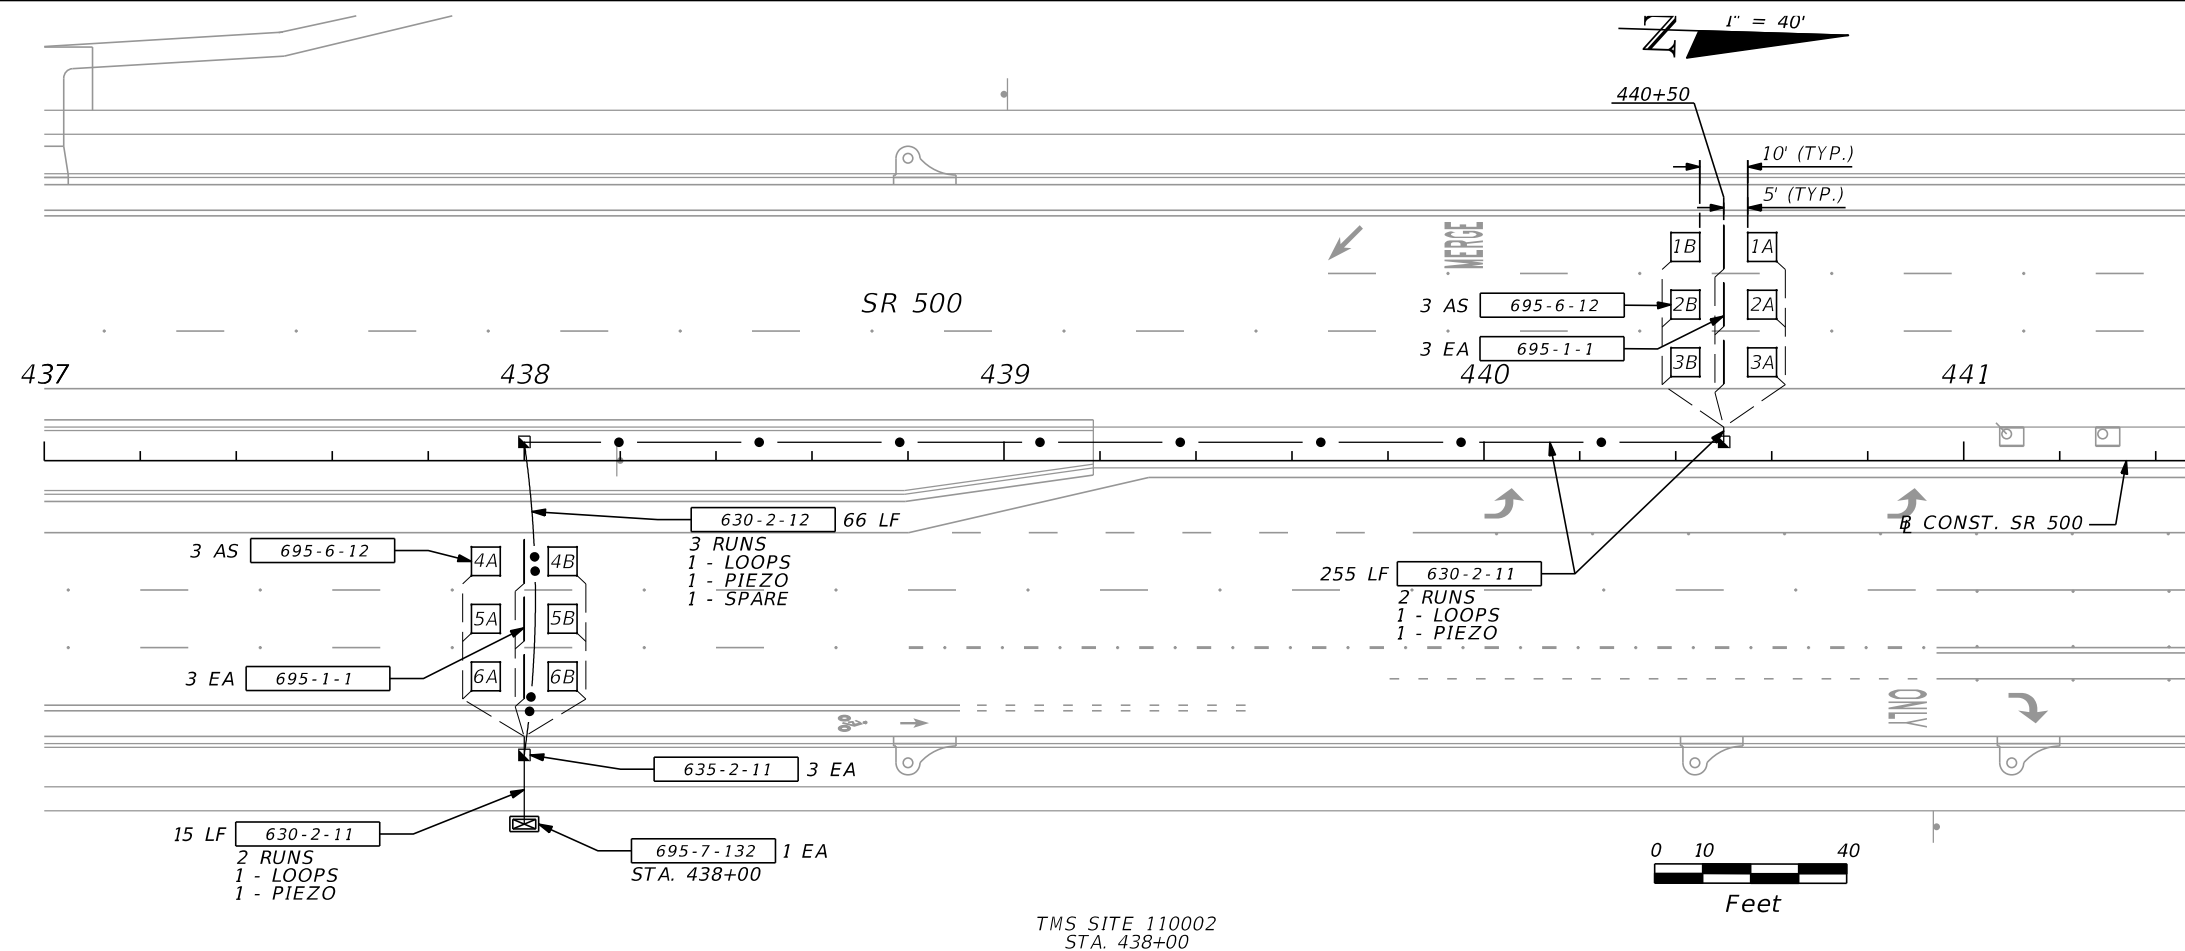 1" = 40'
N
440+50
10' (TYP.)
5' (TYP.)
MERGE
1B
1A
SR 500
3 AS 695-6-12
2B
2A
3 EA 695-1-1
3B
3A
437
438
439
440
441
630-2-12 66 LF
3 RUNS
1 - LOOPS
1 - PIEZO
1 - SPARE
B CONST. SR 500
3 AS 695-6-12
4A
4B
255 LF 630-2-11
2 RUNS
1 - LOOPS
1 - PIEZO
5A
5B
3 EA 695-1-1
6A
6B
ONLY
635-2-11 3 EA
15 LF 630-2-11
2 RUNS
1 - LOOPS
1 - PIEZO
695-7-132 1 EA
STA. 438+00
0 10 40
Feet
TMS SITE 110002
STA. 438+00